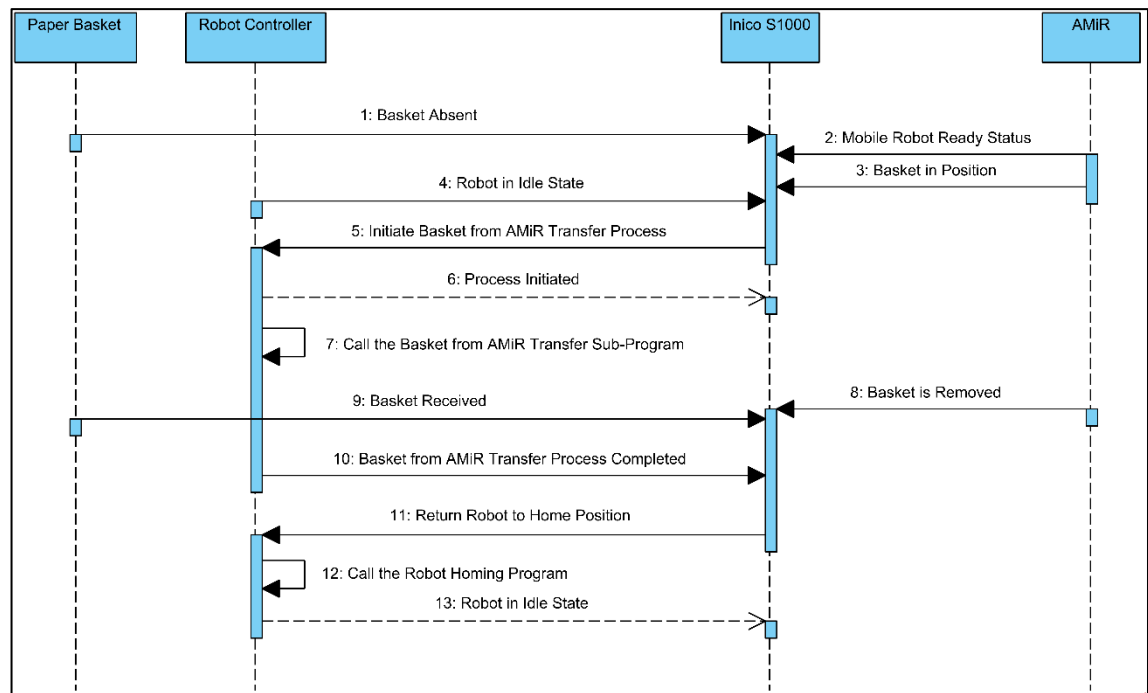 Paper Basket
Robot Controller
Inico S1000
AMiR
1: Basket Absent
2: Mobile Robot Ready Status
3: Basket in Position
4: Robot in Idle State
5: Initiate Basket from AMiR Transfer Process
6: Process Initiated
7: Call the Basket from AMiR Transfer Sub-Program
8: Basket is Removed
9: Basket Received
10: Basket from AMiR Transfer Process Completed
11: Return Robot to Home Position
12: Call the Robot Homing Program
13: Robot in Idle State